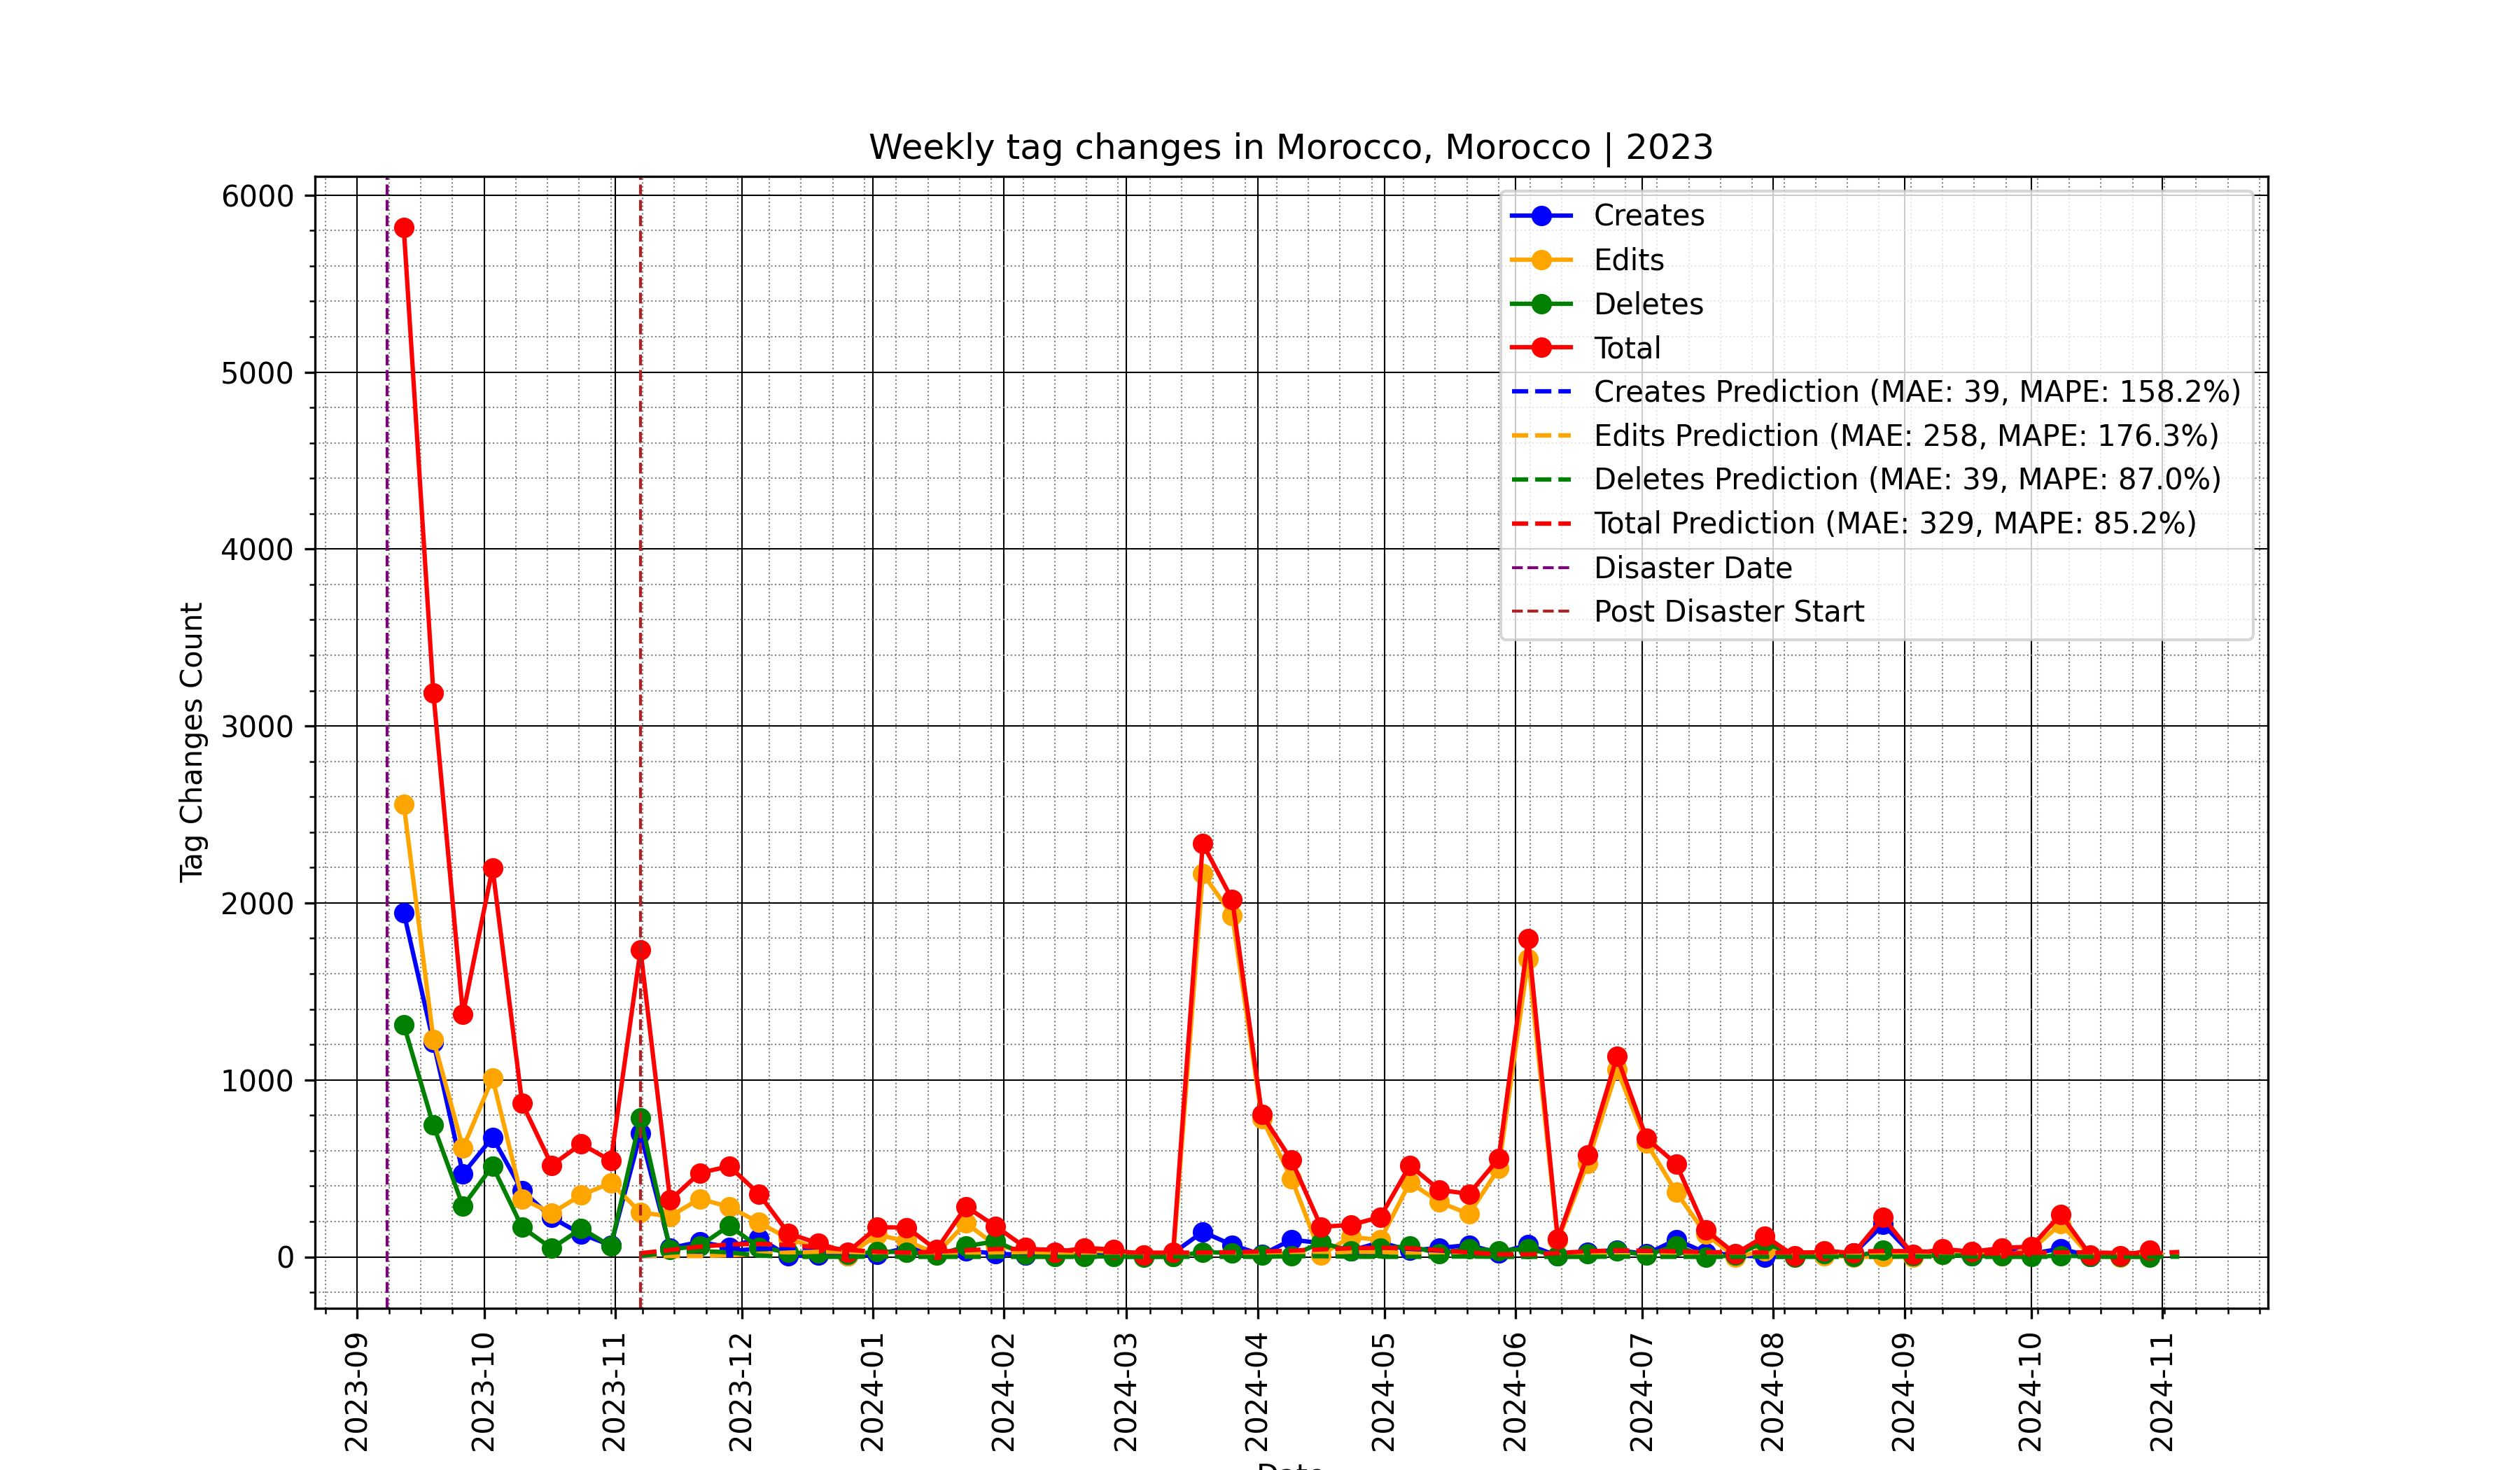 Weekly tag changes in Morocco, Morocco | 2023
Tag Changes Count
6000
5000
4000
3000
2000
1000
0
Creates
Edits
Deletes
Total
Creates Prediction (MAE: 39, MAPE: 158.2%)
Edits Prediction (MAE: 258, MAPE: 176.3%)
Deletes Prediction (MAE: 39, MAPE: 87.0%)
Total Prediction (MAE: 329, MAPE: 85.2%)
Disaster Date
Post Disaster Start
2023-09
2023-10
2023-11
2023-12
2024-01
2024-02
2024-03
2024-04
2024-05
2024-06
2024-07
2024-08
2024-09
2024-10
2024-11
Date